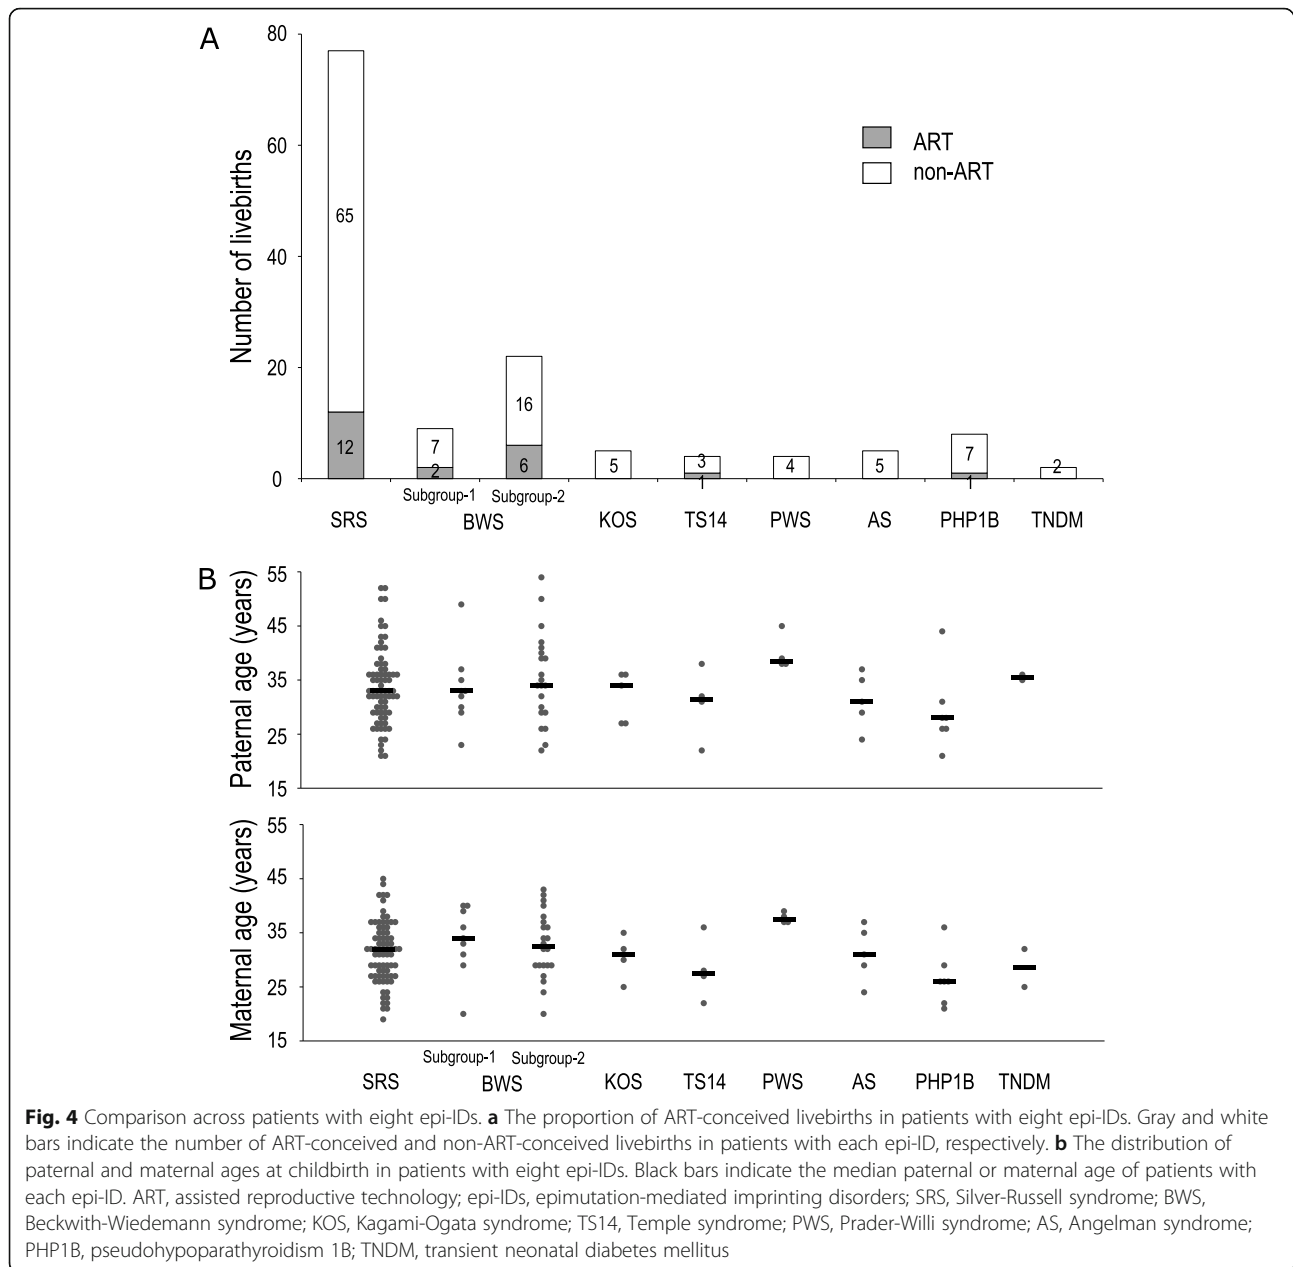 A
80
60
40
20
0
Number of livebirths
ART
non-ART
65
12
7
2
16
6
5
3
1
4
5
7
1
2
Subgroup-1 Subgroup-2
SRS BWS KOS TS14 PWS AS PHP1B TNDM
B
55
45
35
25
15
Paternal age (years)
55
45
35
25
15
Maternal age (years)
Subgroup-1 Subgroup-2
SRS BWS KOS TS14 PWS AS PHP1B TNDM
Fig. 4 Comparison across patients with eight epi-IDs. a The proportion of ART-conceived livebirths in patients with eight epi-IDs. Gray and white
bars indicate the number of ART-conceived and non-ART-conceived livebirths in patients with each epi-ID, respectively. b The distribution of
paternal and maternal ages at childbirth in patients with eight epi-IDs. Black bars indicate the median paternal or maternal age of patients with
each epi-ID. ART, assisted reproductive technology; epi-IDs, epimutation-mediated imprinting disorders; SRS, Silver-Russell syndrome; BWS,
Beckwith-Wiedemann syndrome; KOS, Kagami-Ogata syndrome; TS14, Temple syndrome; PWS, Prader-Willi syndrome; AS, Angelman syndrome;
PHP1B, pseudohypoparathyroidism 1B; TNDM, transient neonatal diabetes mellitus